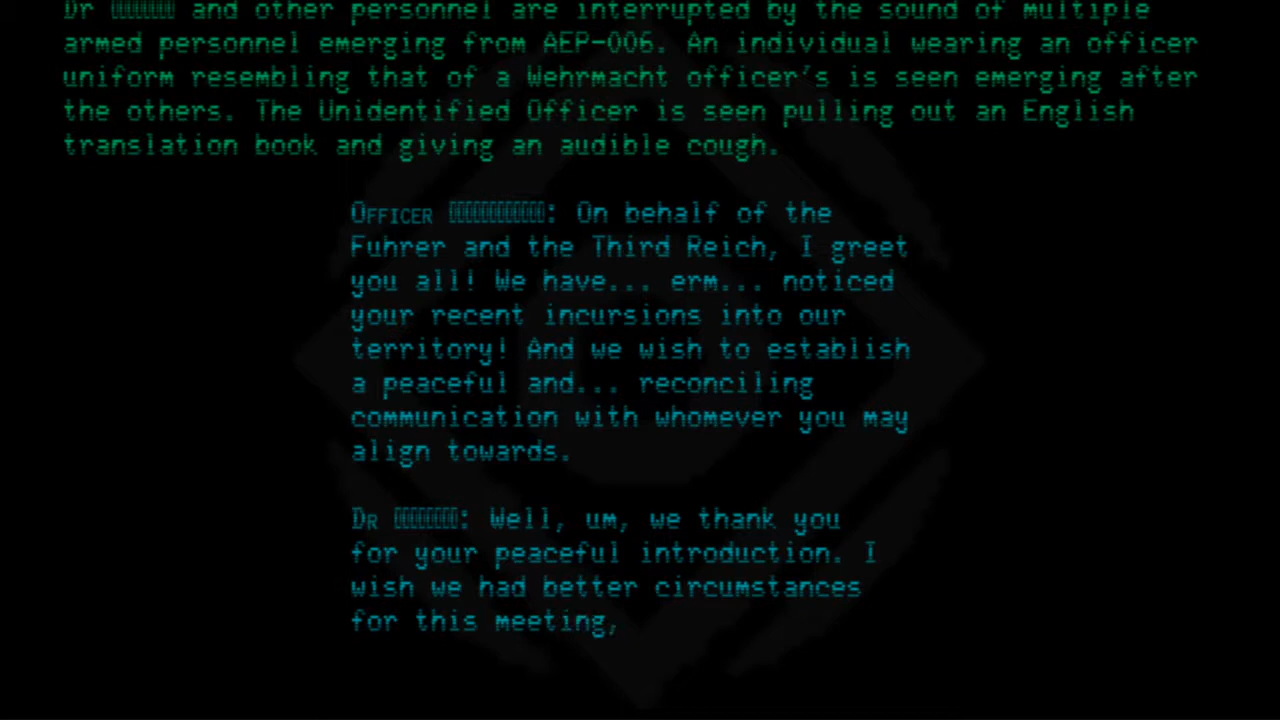 Dr ▯▯▯▯▯▯▯▯ and other personnel are interrupted by the sound of multiple
armed personnel emerging from AEP-006. An individual wearing an officer
uniform resembling that of a Wehrmacht officer's is seen emerging after
the others. The Unidentified Officer is seen pulling out an English
translation book and giving an audible cough.
Officer ▯▯▯▯▯▯▯▯▯▯▯▯: On behalf of the
Fuhrer and the Third Reich, I greet
you all! We have... erm... noticed
your recent incursions into our
territory! And we wish to establish
a peaceful and... reconciling
communication with whomever you may
align towards.
Dr ▯▯▯▯▯▯▯▯: Well, um, we thank you
for your peaceful introduction. I
wish we had better circumstances
for this meeting,